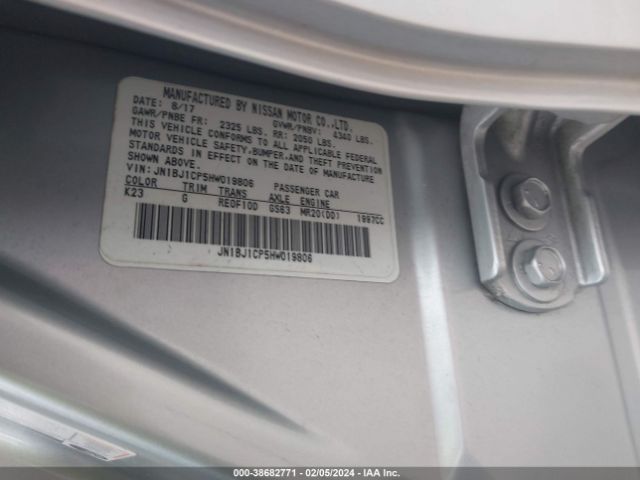 MANUFACTURED BY NISSAN MOTOR CO.,LTD.
DATE: 8/17 GVWR/PNBV: 4340 LBS.
GAWR/PNBE FR: 2325 LBS. RR: 2050 LBS.
THIS VEHICLE CONFORMS TO ALL APPLICABLE FEDERAL
MOTOR VEHICLE SAFETY,BUMPER,AND THEFT PREVENTION
STANDARDS IN EFFECT ON THE DATE OF MANUFACTURE
SHOWN ABOVE.
VIN: JN1BJ1CP5HW019806 PASSENGER CAR
COLOR TRIM TRANS AXLE ENGINE
K23 G RE0F10D GS63 MR20(DD) 1997CC
JN1BJ1CP5HW019806
000-38682771 - 02/05/2024 - IAA Inc.